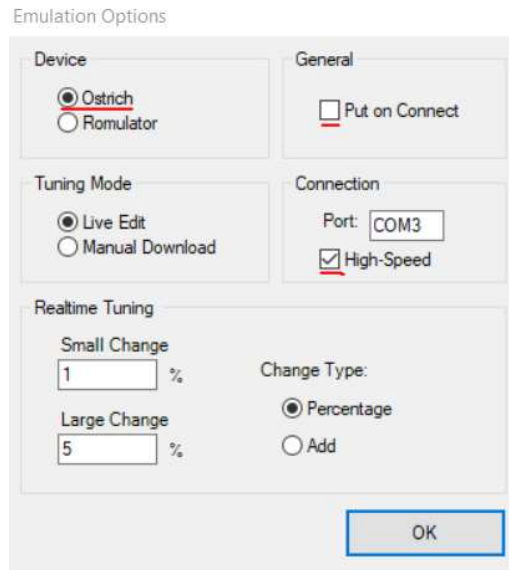 Emulation Options
Device
Ostrich
Romulator
General
Put on Connect
Tuning Mode
Live Edit
Manual Download
Connection
Port: COM3
High-Speed
Realtime Tuning
Small Change
1 %
Large Change
5 %
Change Type:
Percentage
Add
OK